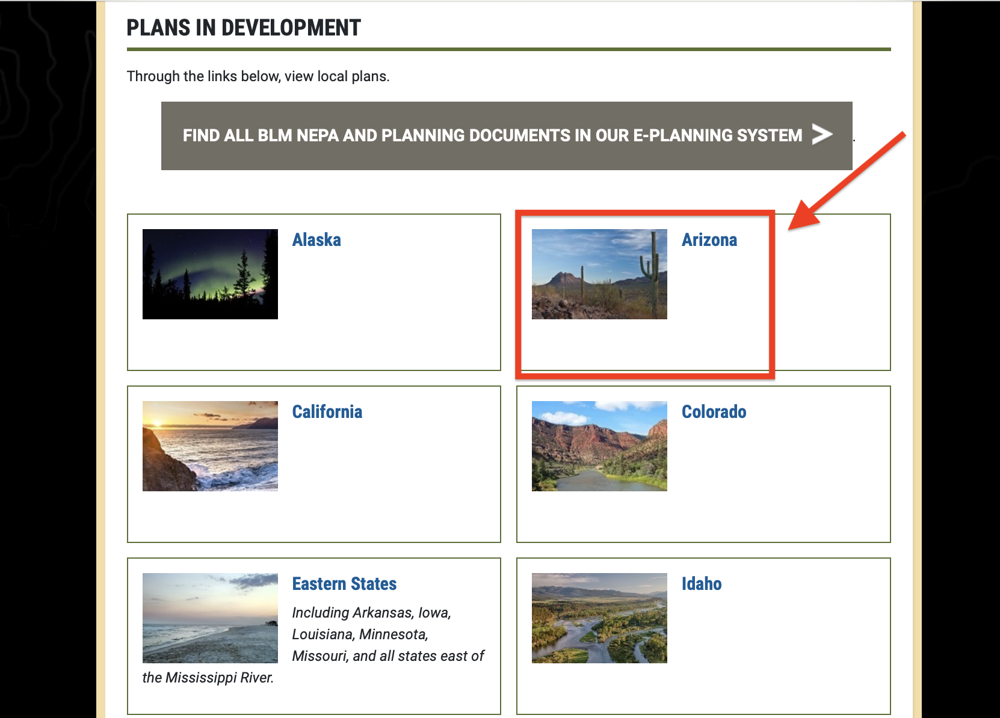 PLANS IN DEVELOPMENT
Through the links below, view local plans.
FIND ALL BLM NEPA AND PLANNING DOCUMENTS IN OUR E-PLANNING SYSTEM >
.
Alaska
Arizona
California
Colorado
Eastern States
Including Arkansas, Iowa,
Louisiana, Minnesota,
Missouri, and all states east of
the Mississippi River.
Idaho